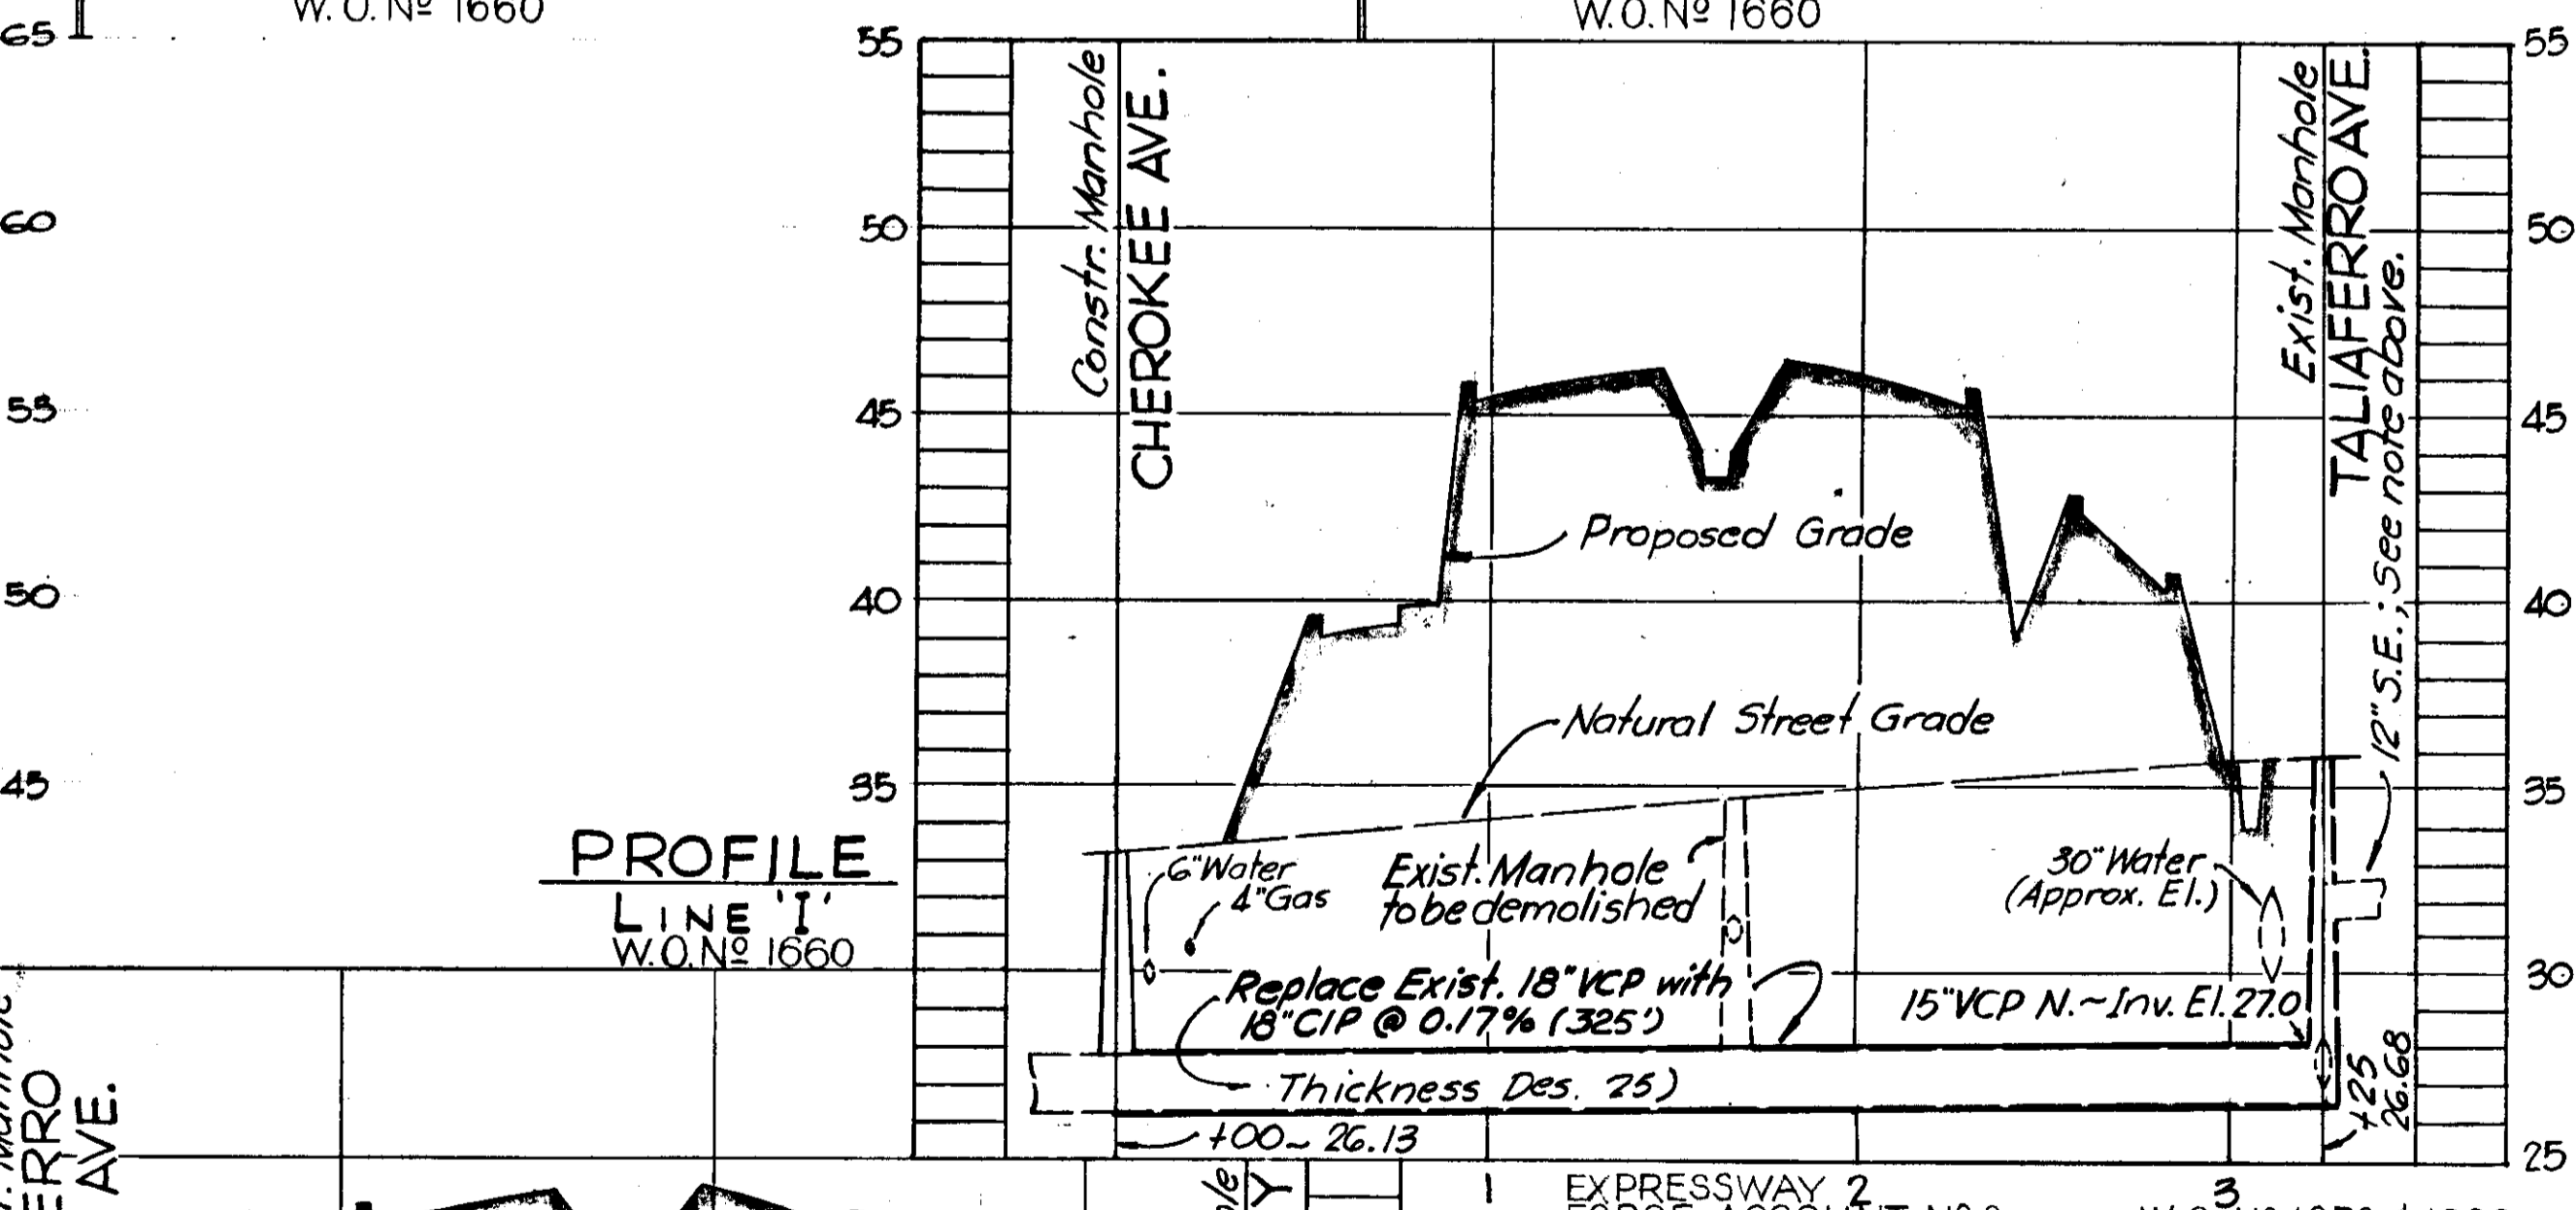 W.O. Nº 1660
W.O. Nº 1660
65
60
55
50
45
55
50
45
40
35
55
50
45
40
35
30
25
Constr. Manhole
CHEROKEE AVE.
Exist. Manhole
TALIAFERRO AVE.
12" S.E.; See note above.
Proposed Grade
Natural Street Grade
PROFILE
LINE 'I'
W.O. Nº 1660
6" Water
4" Gas
Exist. Manhole
to be demolished
30" Water
(Approx. El.)
Replace Exist. 18" VCP with
18" CIP @ 0.17% (325')
Thickness Des. 25)
15" VCP N. ~ Inv. El. 27.0
+00 ~ 26.13
+25
26.68
1
2
3
EXPRESSWAY
Manhole
ERRO
AVE.
Y